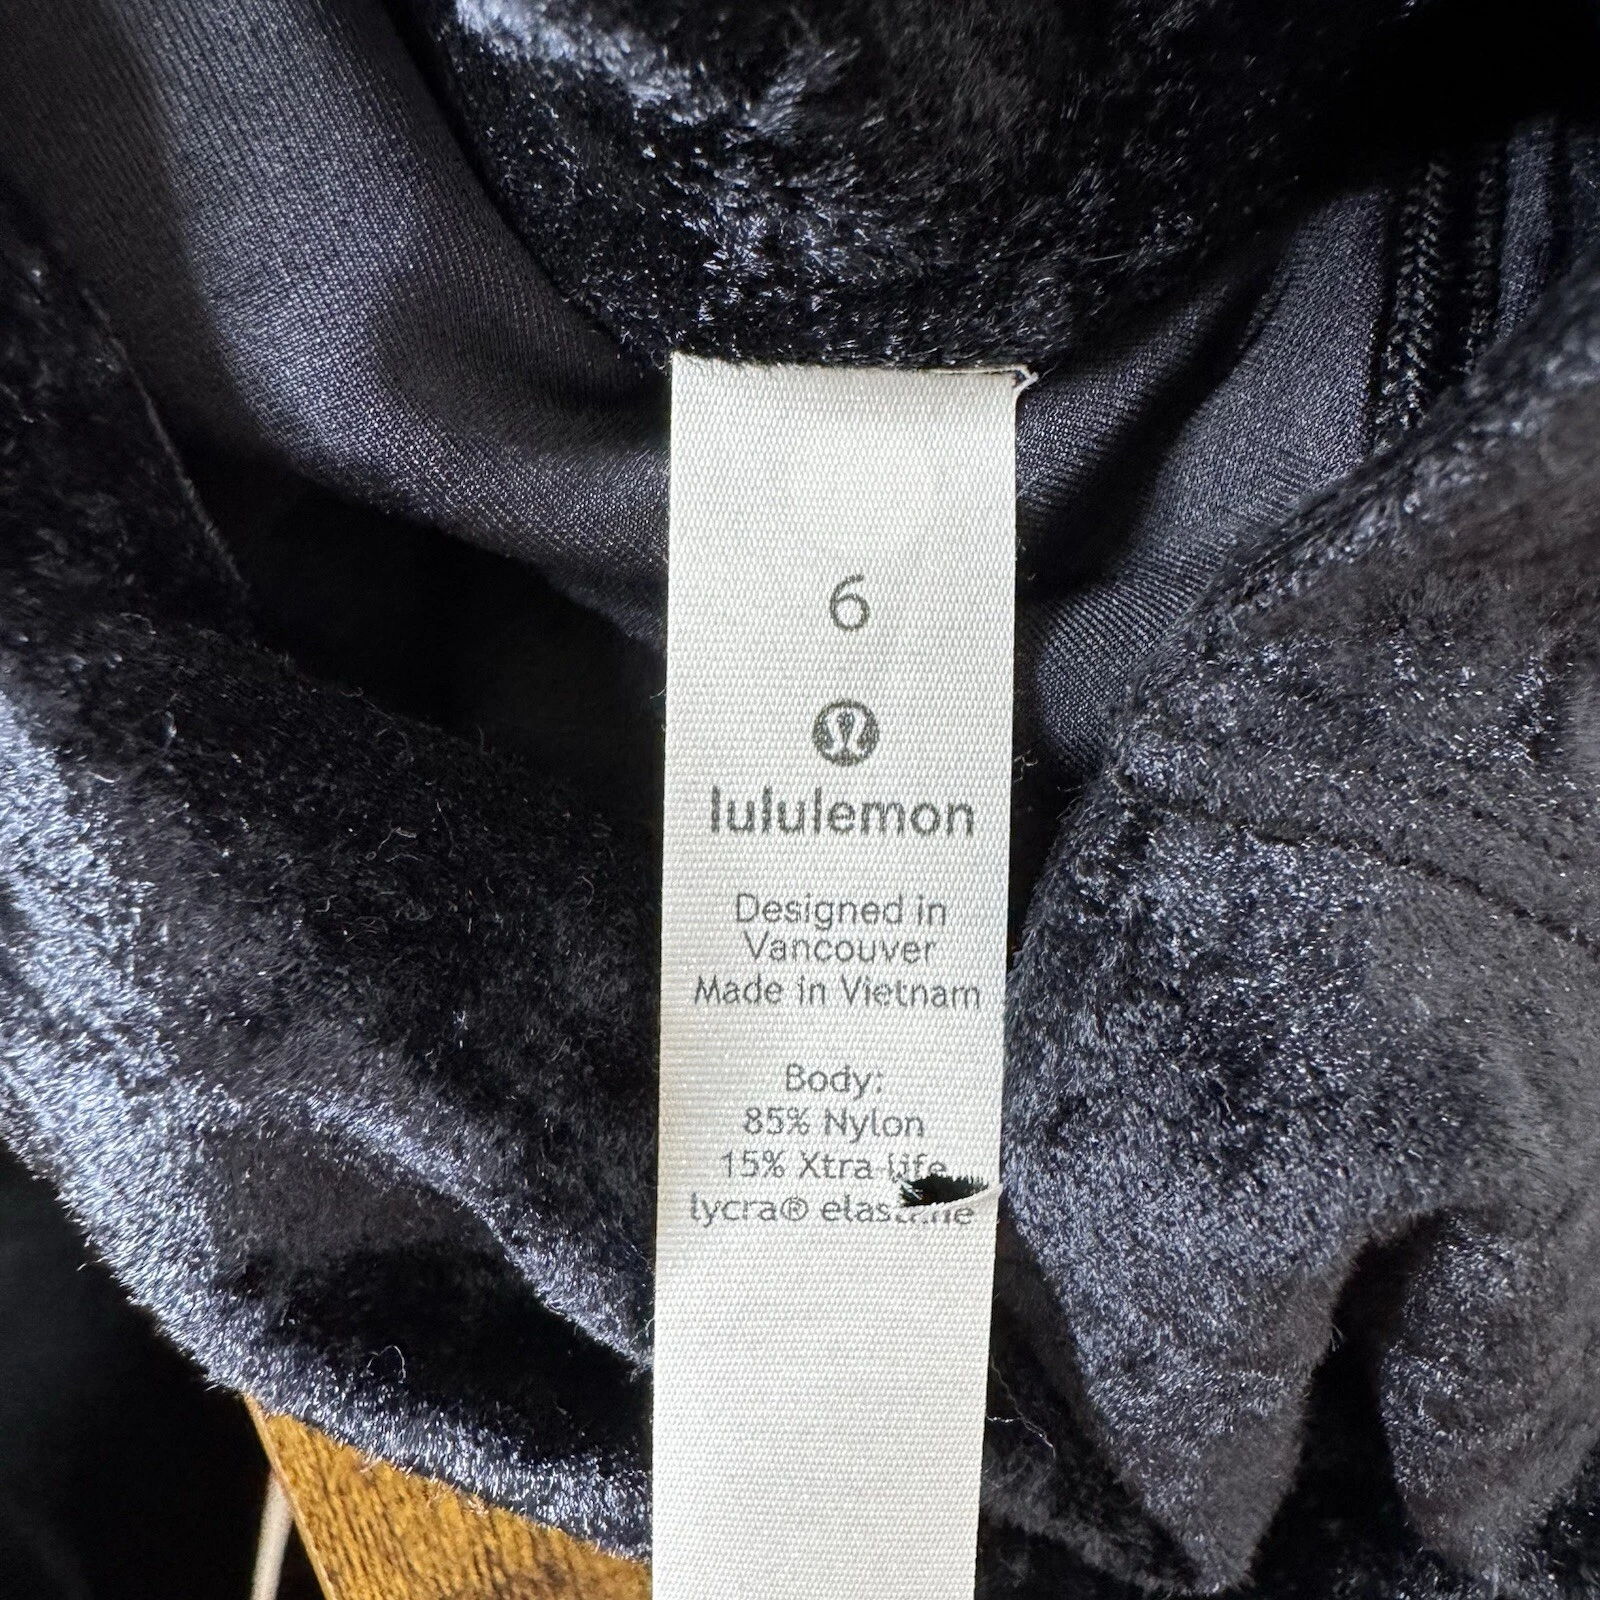 6
lululemon
Designed in
Vancouver
Made in Vietnam
Body:
85% Nylon
15% Xtra life
lycra® elastane